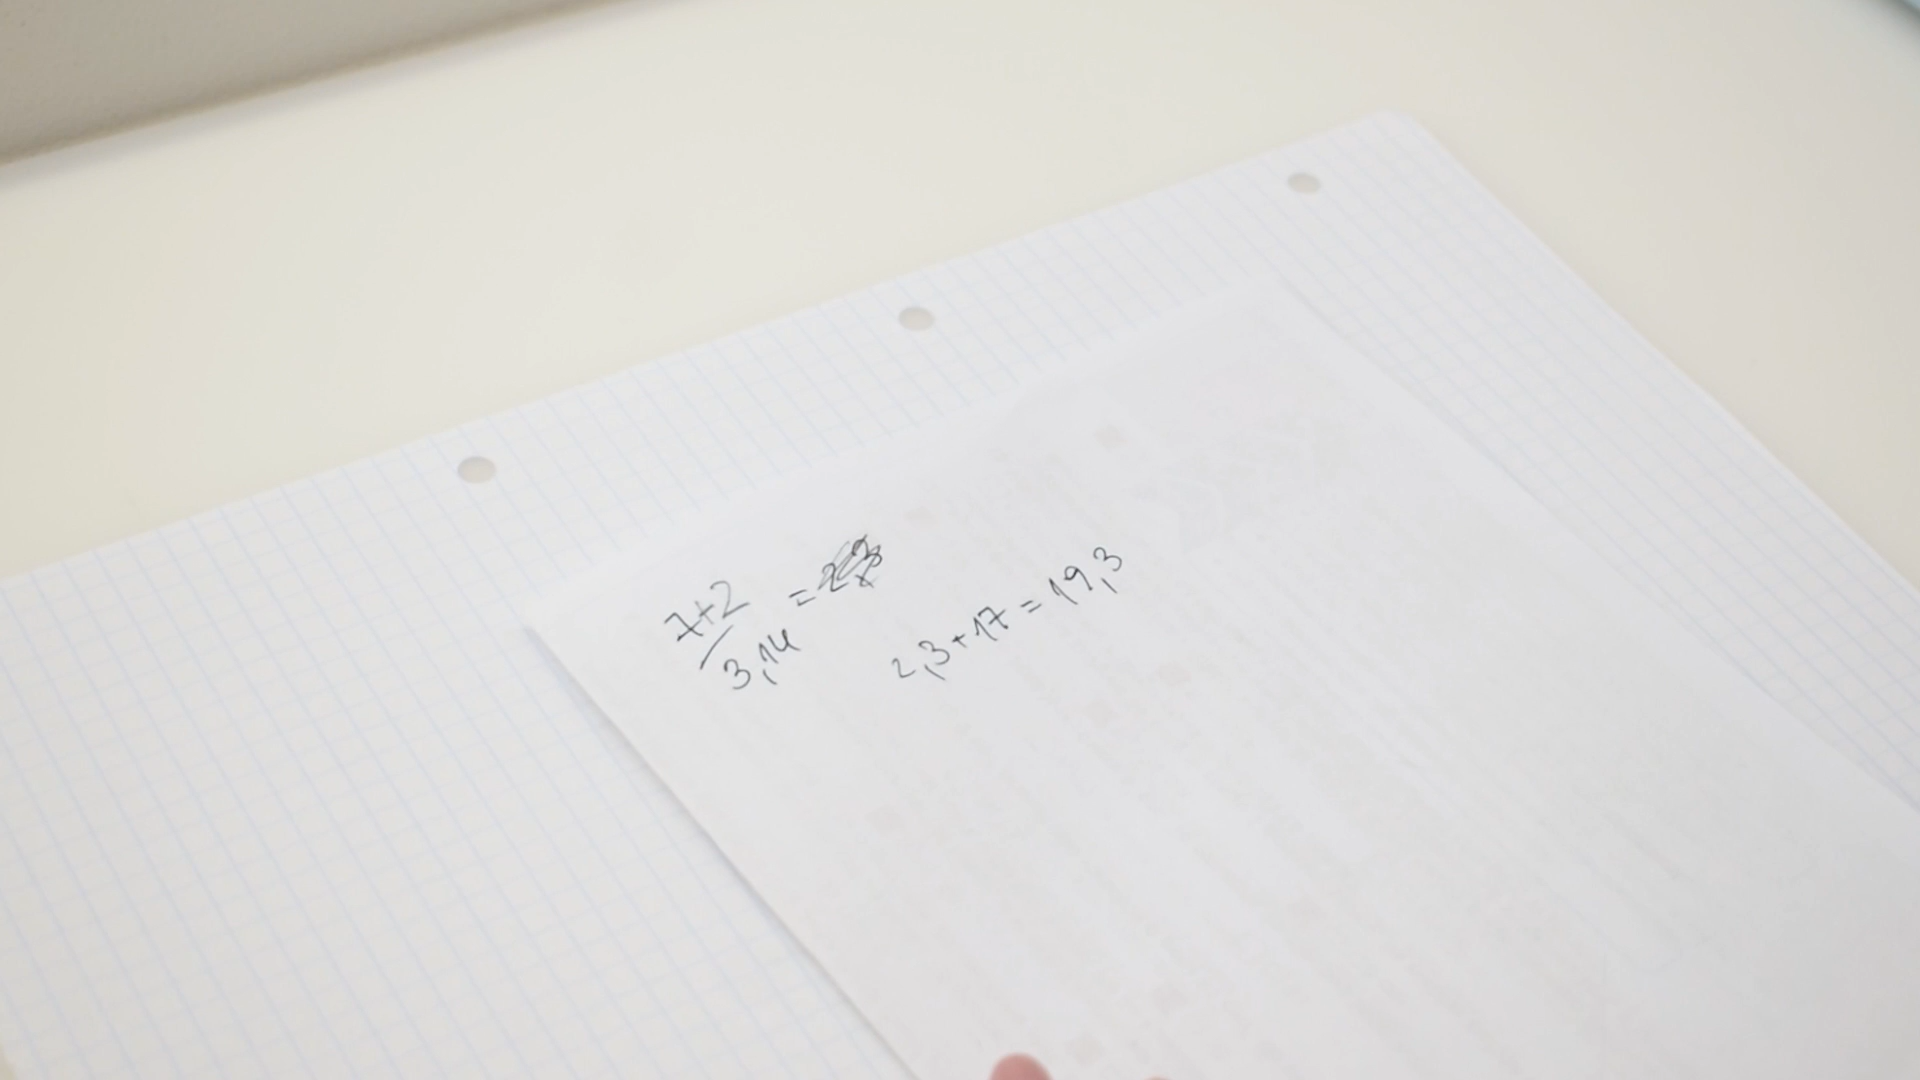 7+2
3,14 =
2,3+17 = 19,3